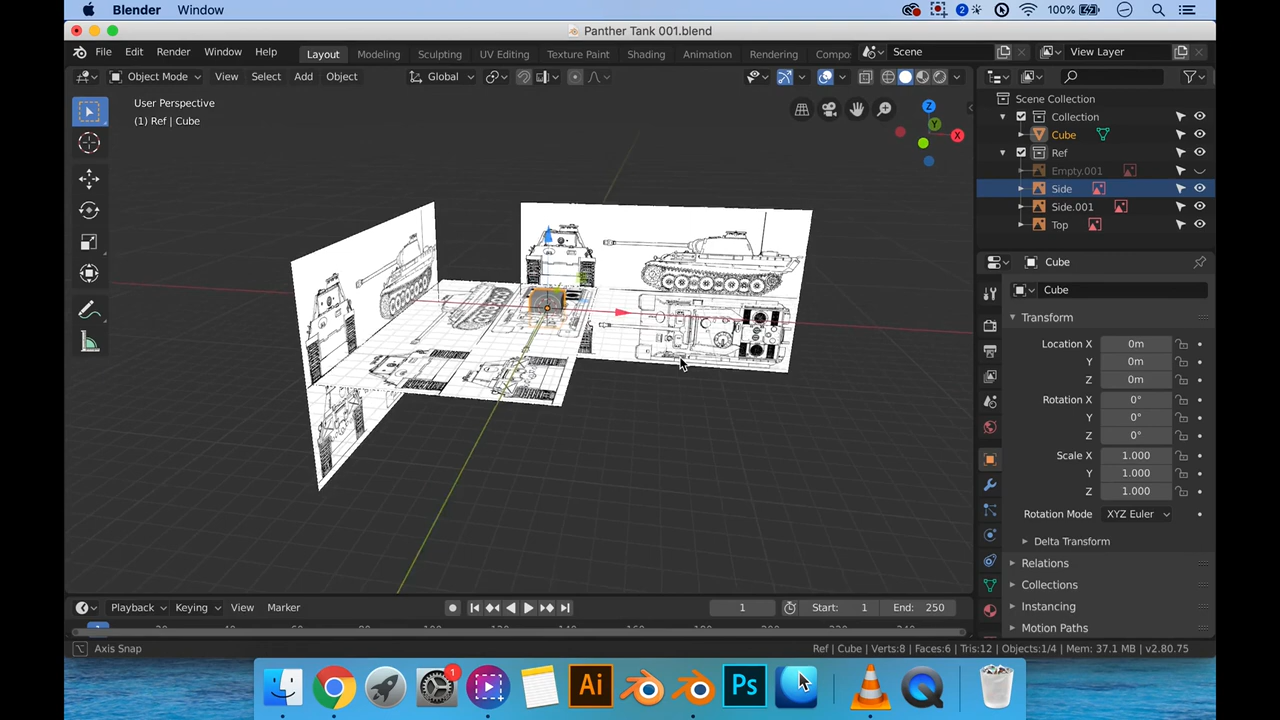 Blender Window 100%
Panther Tank 001.blend
File Edit Render Window Help Layout Modeling Sculpting UV Editing Texture Paint Shading Animation Rendering Compo Scene View Layer
Object Mode View Select Add Object Global
User Perspective
(1) Ref | Cube
Z
Y
X
Scene Collection
Collection
Cube
Ref
Empty.001
Side
Side.001
Top
Cube
Cube
Transform
Location X 0m
Y 0m
Z 0m
Rotation X 0°
Y 0°
Z 0°
Scale X 1.000
Y 1.000
Z 1.000
Rotation Mode XYZ Euler
Delta Transform
Relations
Collections
Instancing
Motion Paths
Playback Keying View Marker 1 Start: 1 End: 250
Axis Snap Ref | Cube | Verts:8 | Faces:6 | Tris:12 | Objects:1/4 | Mem: 37.1 MB | v2.80.75
1
Ai Ps